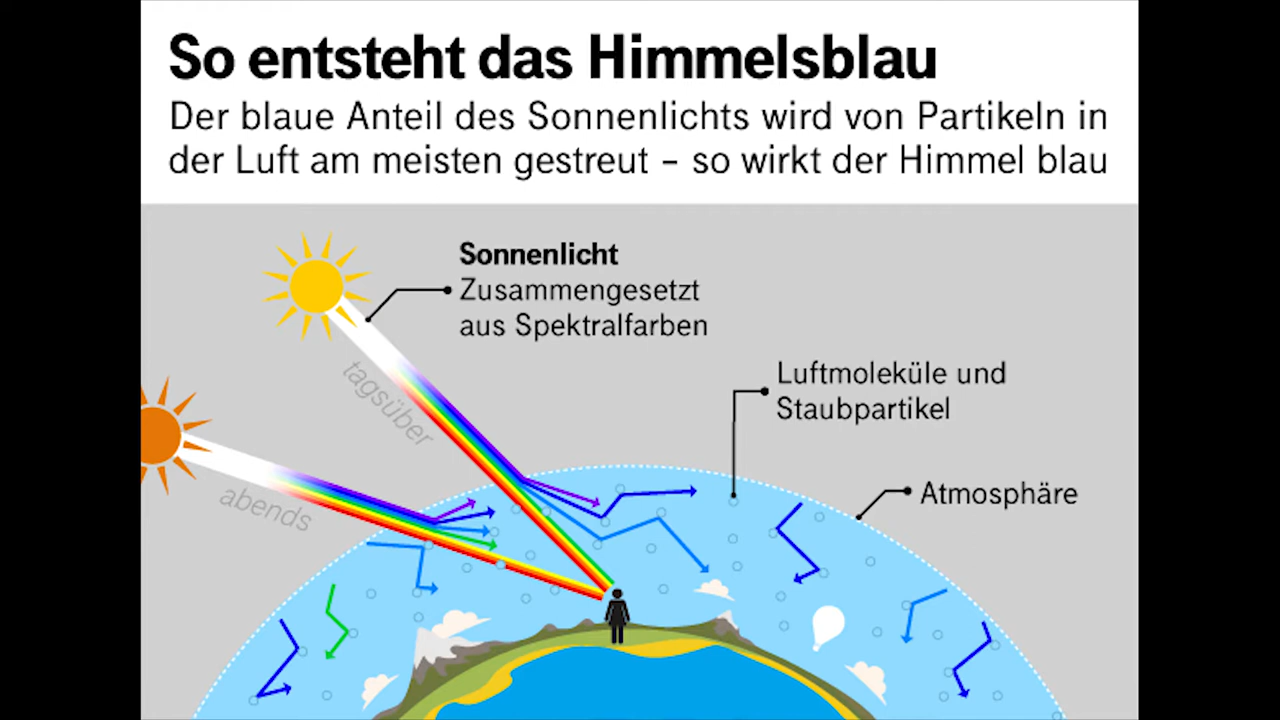 So entsteht das Himmelsblau
Der blaue Anteil des Sonnenlichts wird von Partikeln in
der Luft am meisten gestreut – so wirkt der Himmel blau
Sonnenlicht
Zusammengesetzt
aus Spektralfarben
tagsüber
Luftmoleküle und
Staubpartikel
abends
Atmosphäre